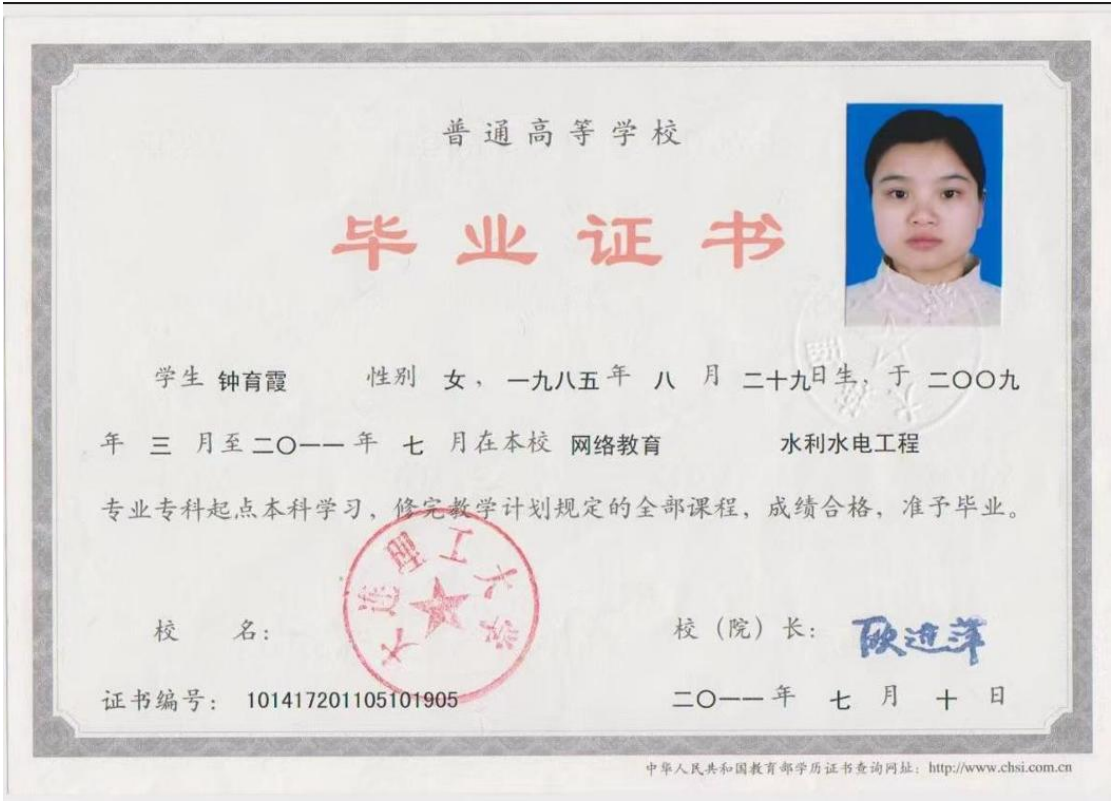 普通高等学校
毕业证书
学生 钟育霞 性别 女，一九八五年 八 月 二十九日生，于 二〇〇九
年 三 月至二〇一一年 七 月在本校 网络教育 水利水电工程
专业专科起点本科学习，修完教学计划规定的全部课程，成绩合格，准予毕业。
大连理工大学
校 名：
校（院）长：欧进萍
证书编号：101417201105101905
二〇一一年 七 月 十 日
中华人民共和国教育部学历证书查询网址：http://www.chsi.com.cn